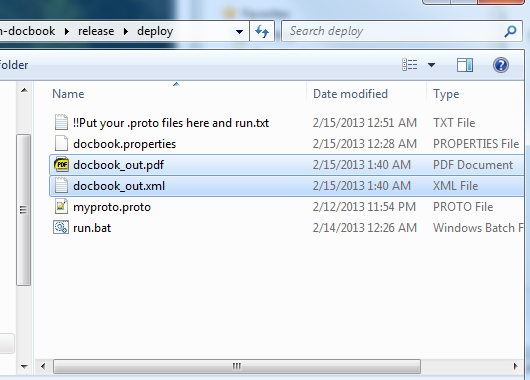 n-docbook ▸ release ▸ deploy
Search deploy
folder
Name Date modified Type
!!Put your .proto files here and run.txt 2/15/2013 12:51 AM TXT File
docbook.properties 2/15/2013 12:28 AM PROPERTIES File
docbook_out.pdf 2/15/2013 1:40 AM PDF Document
docbook_out.xml 2/15/2013 1:40 AM XML File
myproto.proto 2/12/2013 11:54 PM PROTO File
run.bat 2/14/2013 12:26 AM Windows Batch F